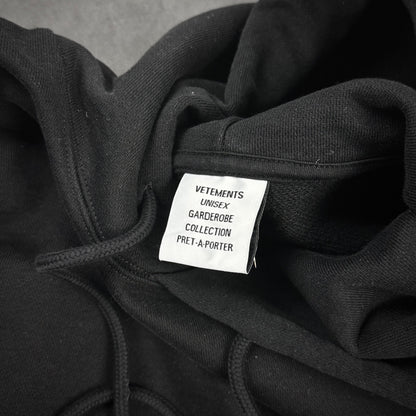 VETEMENTS
UNISEX
GARDEROBE
COLLECTION
PRET-A-PORTER